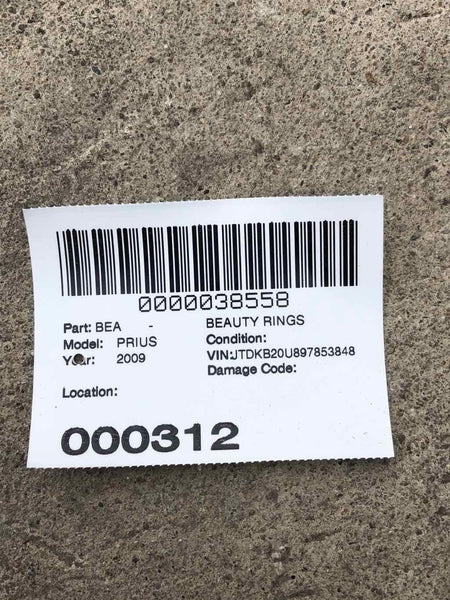 0000038558
Part: BEA - BEAUTY RINGS
Model: PRIUS Condition:
Year: 2009 VIN:JTDKB20U897853848
Damage Code:
Location:
000312